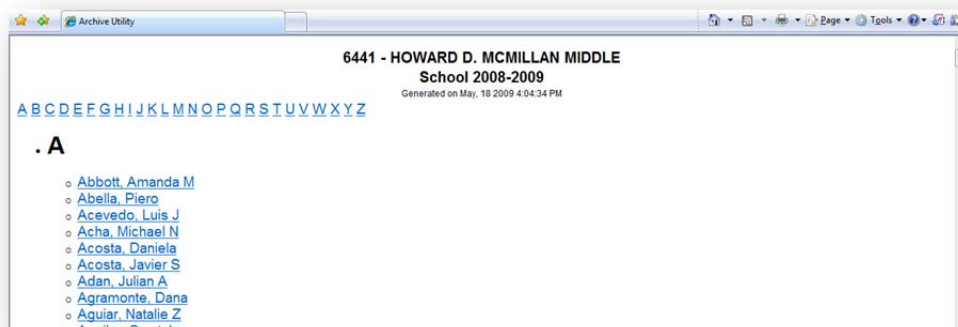 Archive Utility
Page Tools
6441 - HOWARD D. MCMILLAN MIDDLE
School 2008-2009
Generated on May, 18 2009 4:04:34 PM
A B C D E F G H I J K L M N O P Q R S T U V W X Y Z
. A
Abbott, Amanda M
Abella, Piero
Acevedo, Luis J
Acha, Michael N
Acosta, Daniela
Acosta, Javier S
Adan, Julian A
Agramonte, Dana
Aguiar, Natalie Z